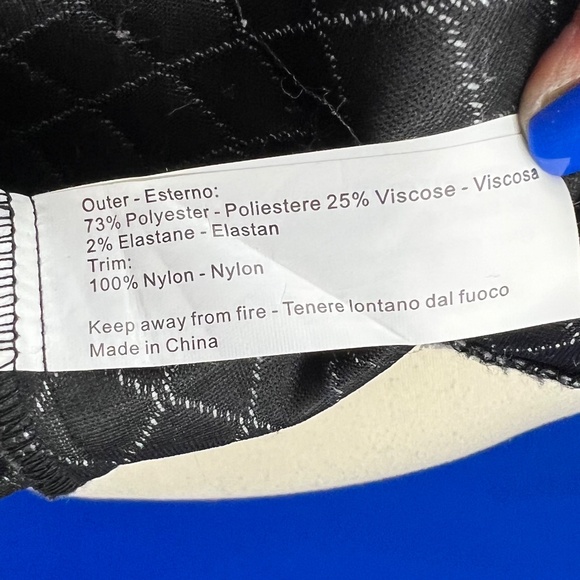 Outer - Esterno:
73% Polyester - Poliestere 25% Viscose - Viscosa
2% Elastane - Elastan
Trim:
100% Nylon - Nylon
Keep away from fire - Tenere lontano dal fuoco
Made in China